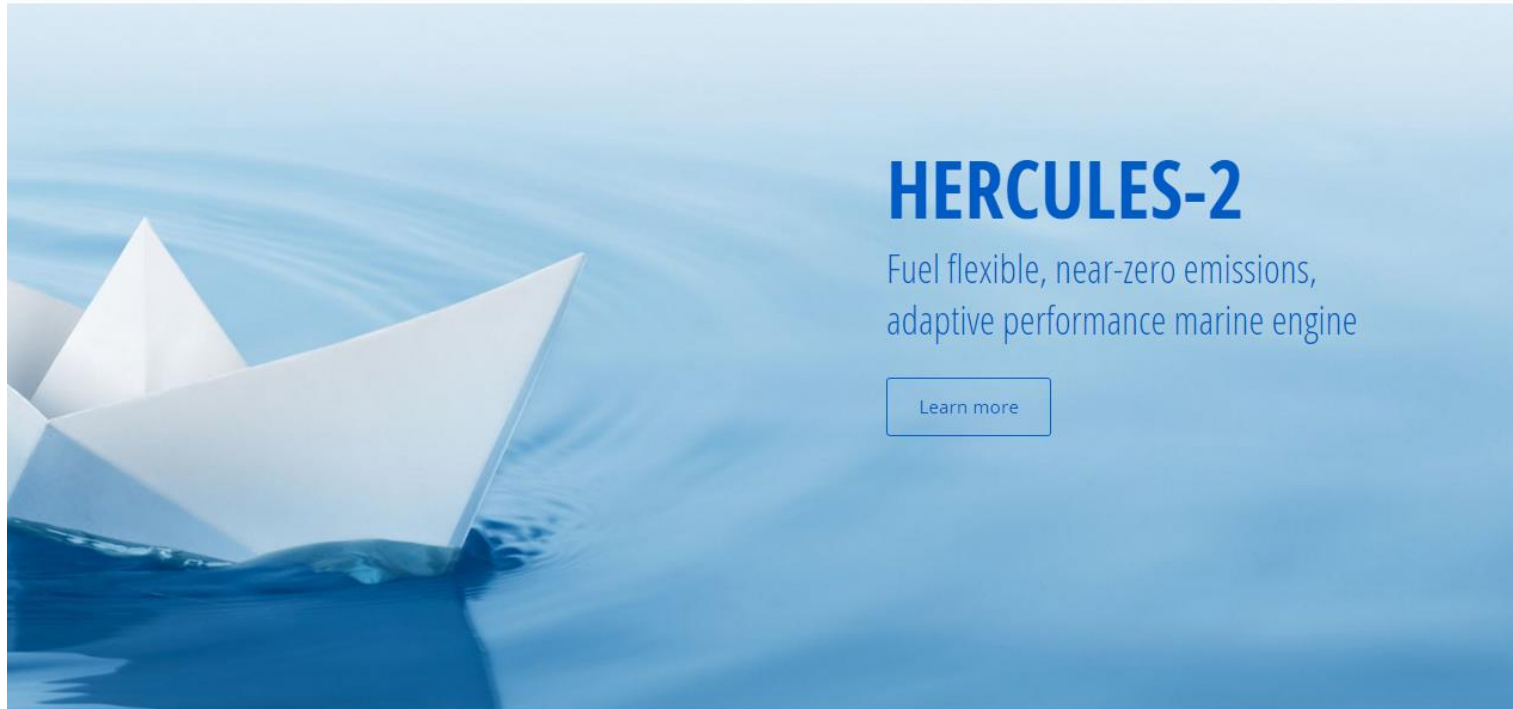 HERCULES-2
Fuel flexible, near-zero emissions,
adaptive performance marine engine
Learn more